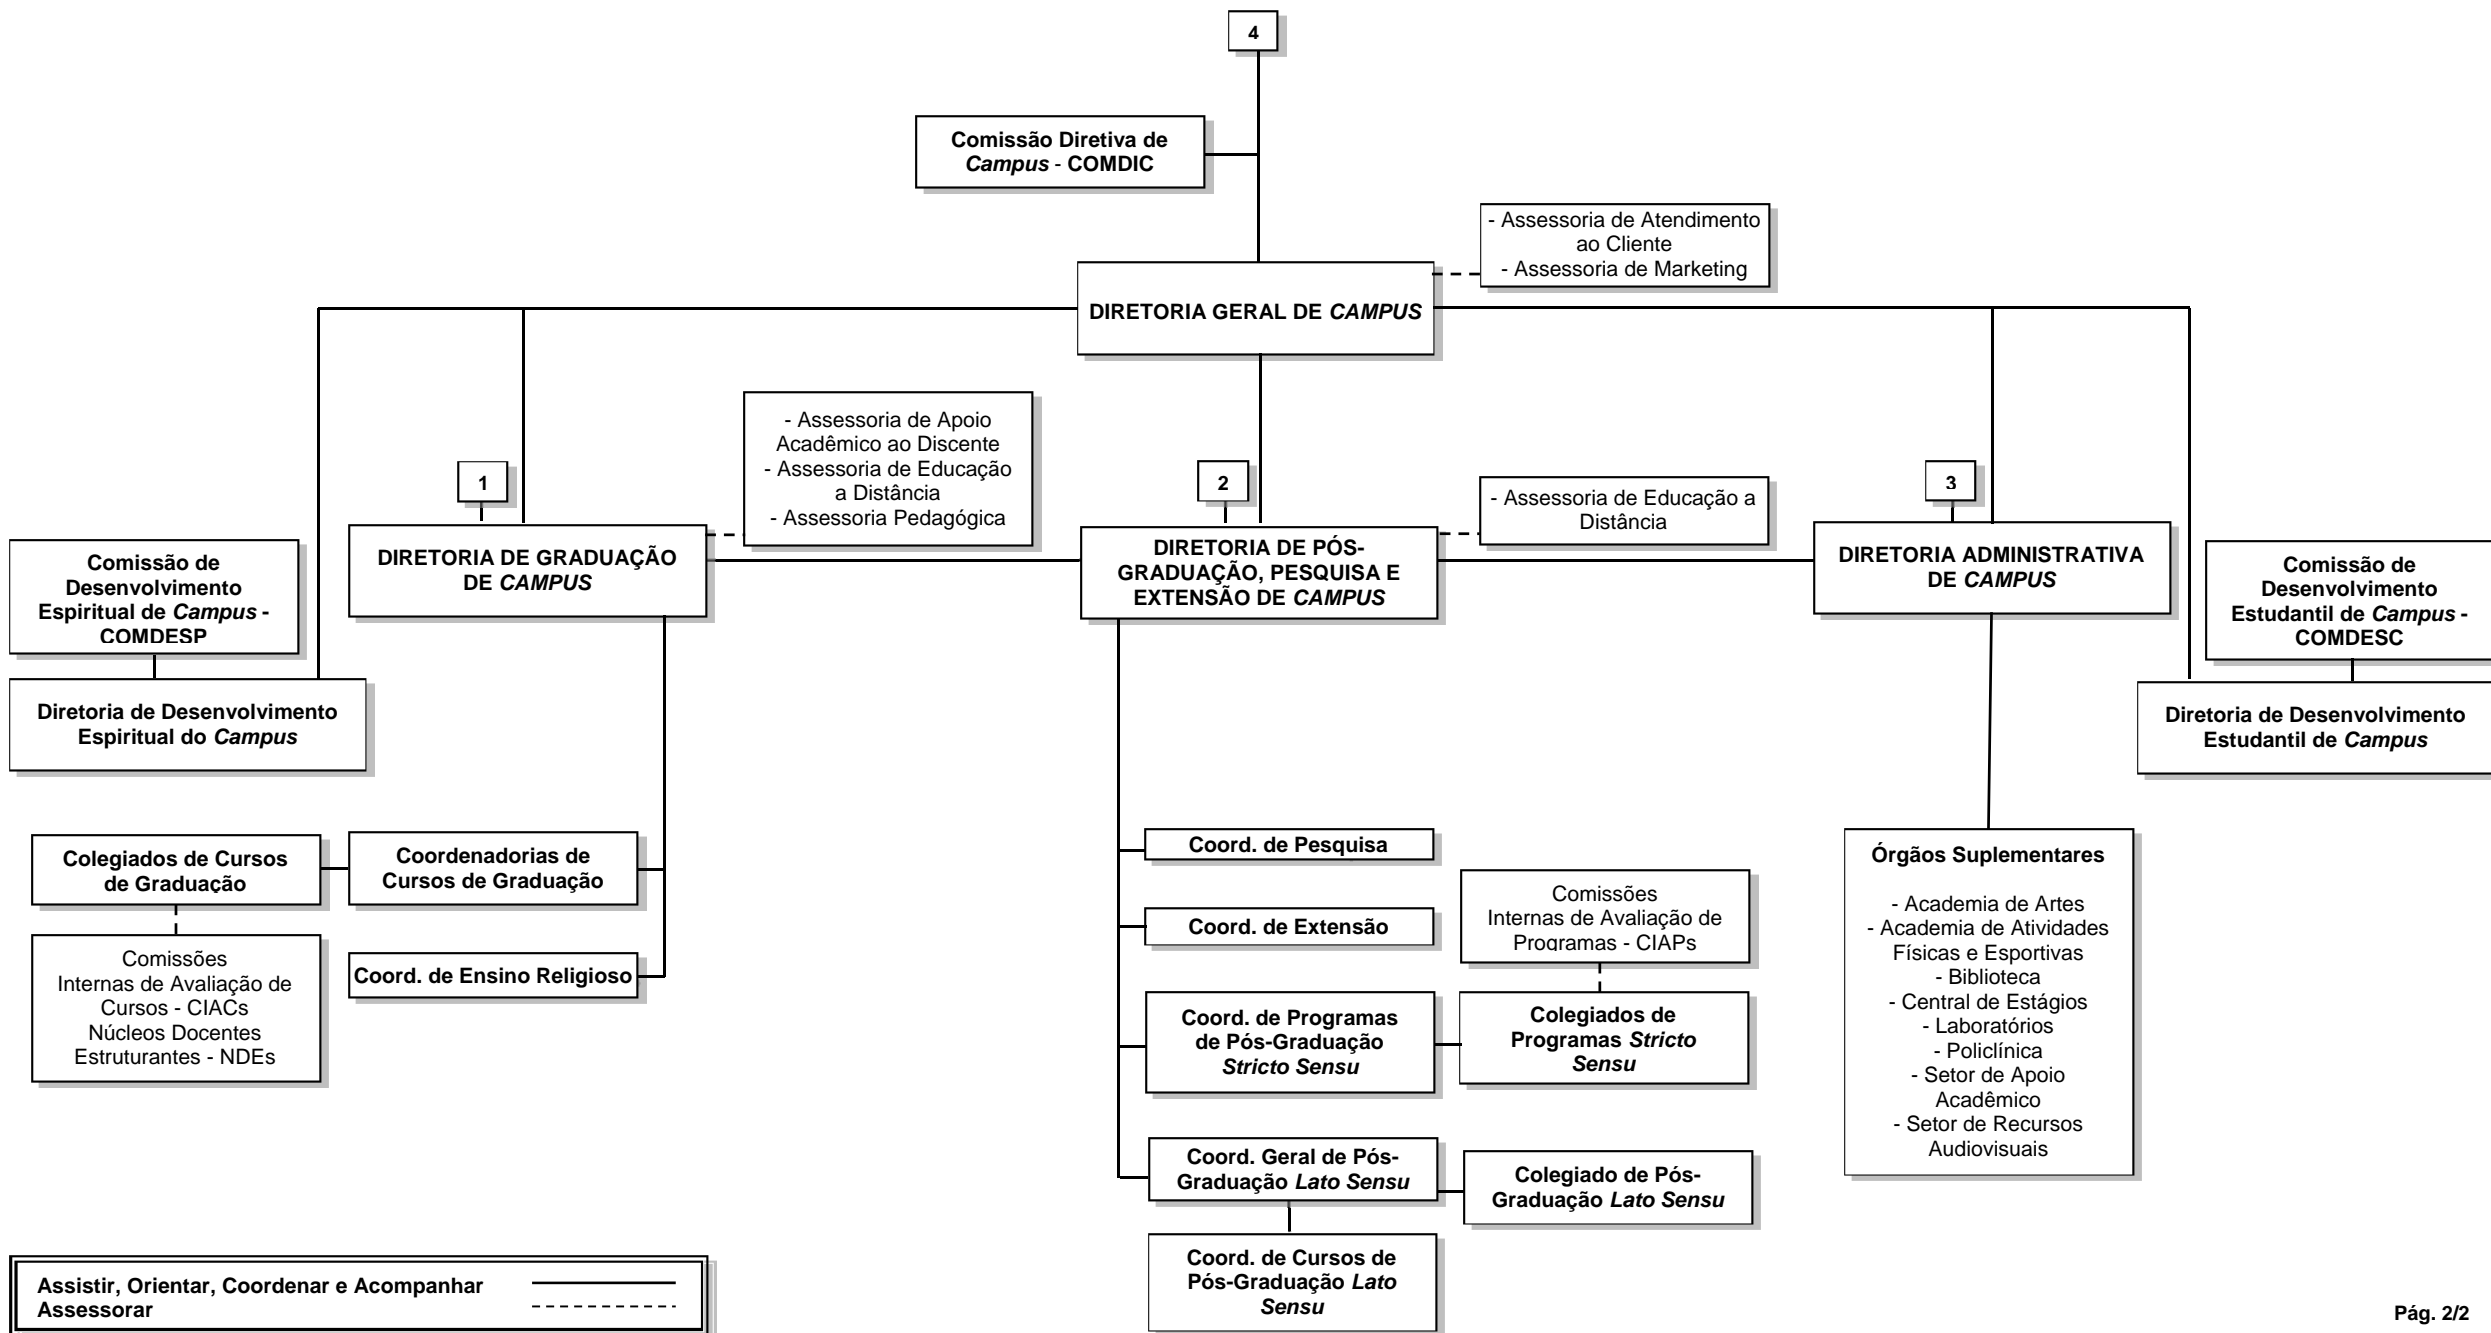 4
Comissão Diretiva de
Campus - COMDIC
- Assessoria de Atendimento
ao Cliente
- Assessoria de Marketing
DIRETORIA GERAL DE CAMPUS
- Assessoria de Apoio
Acadêmico ao Discente
- Assessoria de Educação
a Distância
- Assessoria Pedagógica
1
2
3
- Assessoria de Educação a
Distância
Comissão de
Desenvolvimento
Espiritual de Campus -
COMDESP
DIRETORIA DE GRADUAÇÃO
DE CAMPUS
DIRETORIA DE PÓS-
GRADUAÇÃO, PESQUISA E
EXTENSÃO DE CAMPUS
DIRETORIA ADMINISTRATIVA
DE CAMPUS
Comissão de
Desenvolvimento
Estudantil de Campus -
COMDESC
Diretoria de Desenvolvimento
Espiritual do Campus
Diretoria de Desenvolvimento
Estudantil de Campus
Colegiados de Cursos
de Graduação
Coordenadorias de
Cursos de Graduação
Comissões
Internas de Avaliação de
Cursos - CIACs
Núcleos Docentes
Estruturantes - NDEs
Coord. de Ensino Religioso
Coord. de Pesquisa
Coord. de Extensão
Comissões
Internas de Avaliação de
Programas - CIAPs
Coord. de Programas
de Pós-Graduação
Stricto Sensu
Colegiados de
Programas Stricto
Sensu
Coord. Geral de Pós-
Graduação Lato Sensu
Colegiado de Pós-
Graduação Lato Sensu
Coord. de Cursos de
Pós-Graduação Lato
Sensu
Órgãos Suplementares
- Academia de Artes
- Academia de Atividades
Físicas e Esportivas
- Biblioteca
- Central de Estágios
- Laboratórios
- Policlínica
- Setor de Apoio
Acadêmico
- Setor de Recursos
Audiovisuais
Assistir, Orientar, Coordenar e Acompanhar
Assessorar
Pág. 2/2